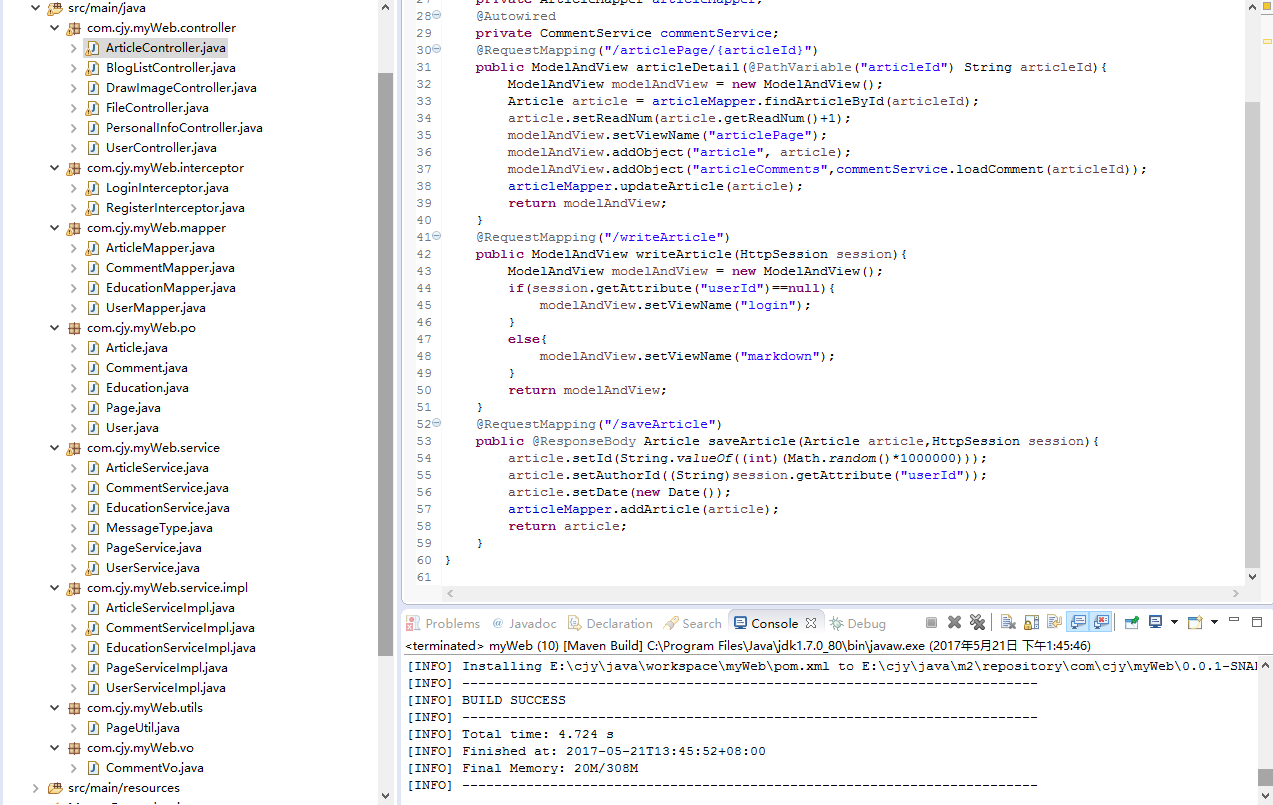 src/main/java
com.cjy.myWeb.controller
ArticleController.java
BlogListController.java
DrawImageController.java
FileController.java
PersonalInfoController.java
UserController.java
com.cjy.myWeb.interceptor
LoginInterceptor.java
RegisterInterceptor.java
com.cjy.myWeb.mapper
ArticleMapper.java
CommentMapper.java
EducationMapper.java
UserMapper.java
com.cjy.myWeb.po
Article.java
Comment.java
Education.java
Page.java
User.java
com.cjy.myWeb.service
ArticleService.java
CommentService.java
EducationService.java
MessageType.java
PageService.java
UserService.java
com.cjy.myWeb.service.impl
ArticleServiceImpl.java
CommentServiceImpl.java
EducationServiceImpl.java
PageServiceImpl.java
UserServiceImpl.java
com.cjy.myWeb.utils
PageUtil.java
com.cjy.myWeb.vo
CommentVo.java
src/main/resources
27 private ArticleMapper articleMapper;
28 @Autowired
29 private CommentService commentService;
30 @RequestMapping("/articlePage/{articleId}")
31 public ModelAndView articleDetail(@PathVariable("articleId") String articleId){
32 ModelAndView modelAndView = new ModelAndView();
33 Article article = articleMapper.findArticleById(articleId);
34 article.setReadNum(article.getReadNum()+1);
35 modelAndView.setViewName("articlePage");
36 modelAndView.addObject("article", article);
37 modelAndView.addObject("articleComments",commentService.loadComment(articleId));
38 articleMapper.updateArticle(article);
39 return modelAndView;
40 }
41 @RequestMapping("/writeArticle")
42 public ModelAndView writeArticle(HttpSession session){
43 ModelAndView modelAndView = new ModelAndView();
44 if(session.getAttribute("userId")==null){
45 modelAndView.setViewName("login");
46 }
47 else{
48 modelAndView.setViewName("markdown");
49 }
50 return modelAndView;
51 }
52 @RequestMapping("/saveArticle")
53 public @ResponseBody Article saveArticle(Article article,HttpSession session){
54 article.setId(String.valueOf((int)(Math.random()*1000000)));
55 article.setAuthorId((String)session.getAttribute("userId"));
56 article.setDate(new Date());
57 articleMapper.addArticle(article);
58 return article;
59 }
60 }
61
Problems @ Javadoc Declaration Search Console Debug
<terminated> myWeb (10) [Maven Build] C:\Program Files\Java\jdk1.7.0_80\bin\javaw.exe (2017年5月21日 下午1:45:46)
[INFO] Installing E:\cjy\java\workspace\myWeb\pom.xml to E:\cjy\java\m2\repository\com\cjy\myWeb\0.0.1-SNA
[INFO] ------------------------------------------------------------------------
[INFO] BUILD SUCCESS
[INFO] ------------------------------------------------------------------------
[INFO] Total time: 4.724 s
[INFO] Finished at: 2017-05-21T13:45:52+08:00
[INFO] Final Memory: 20M/308M
[INFO] ------------------------------------------------------------------------